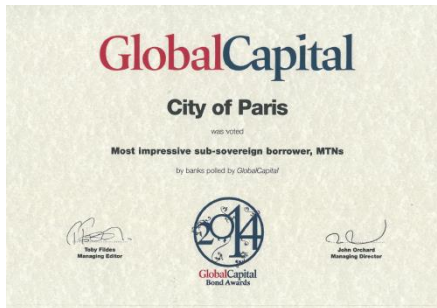 GlobalCapital
City of Paris
was voted
Most impressive sub-sovereign borrower, MTNs
by banks polled by GlobalCapital
2014
GlobalCapital
Bond Awards
Toby Fildes
Managing Editor
John Orchard
Managing Director